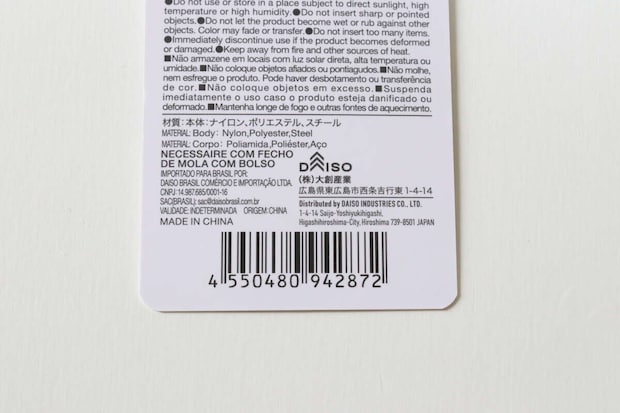 ●Do not use or store in a place subject to direct sunlight, high
temperature or high humidity.●Do not insert sharp or pointed
objects.●Do not let the product become wet or rub against other
objects. Color may fade or transfer.●Do not insert too many items.
●Immediately discontinue use if the product becomes deformed
or damaged.●Keep away from fire and other sources of heat.
■Não armazene em locais com luz solar direta, alta temperatura ou
umidade.■Não coloque objetos afiados ou pontiagudos.■Não molhe,
nem esfregue o produto. Pode haver desbotamento ou transferência
de cor.■Não coloque objetos em excesso.■Suspenda
imediatamente o uso caso o produto esteja danificado ou
deformado.■Mantenha longe de fogo e outras fontes de aquecimento.
材質：本体：ナイロン、ポリエステル、スチール
MATERIAL: Body: Nylon,Polyester,Steel
MATERIAL: Corpo: Poliamida,Poliéster,Aço
NECESSAIRE COM FECHO
DE MOLA COM BOLSO
IMPORTADO PARA BRASIL POR:
DAISO BRASIL COMÉRCIO E IMPORTAÇÃO LTDA.
CNPJ: 14.987.685/0001-16
SAC(BRASIL): sac@daisobrasil.com.br
VALIDADE: INDETERMINADA ORIGEM: CHINA
MADE IN CHINA
DAISO
(株)大創産業
広島県東広島市西条吉行東1-4-14
Distributed by DAISO INDUSTRIES CO., LTD.
1-4-14 Saijo-Yoshiyukihigashi,
Higashihiroshima-City, Hiroshima 739-8501 JAPAN
4 550480 942872